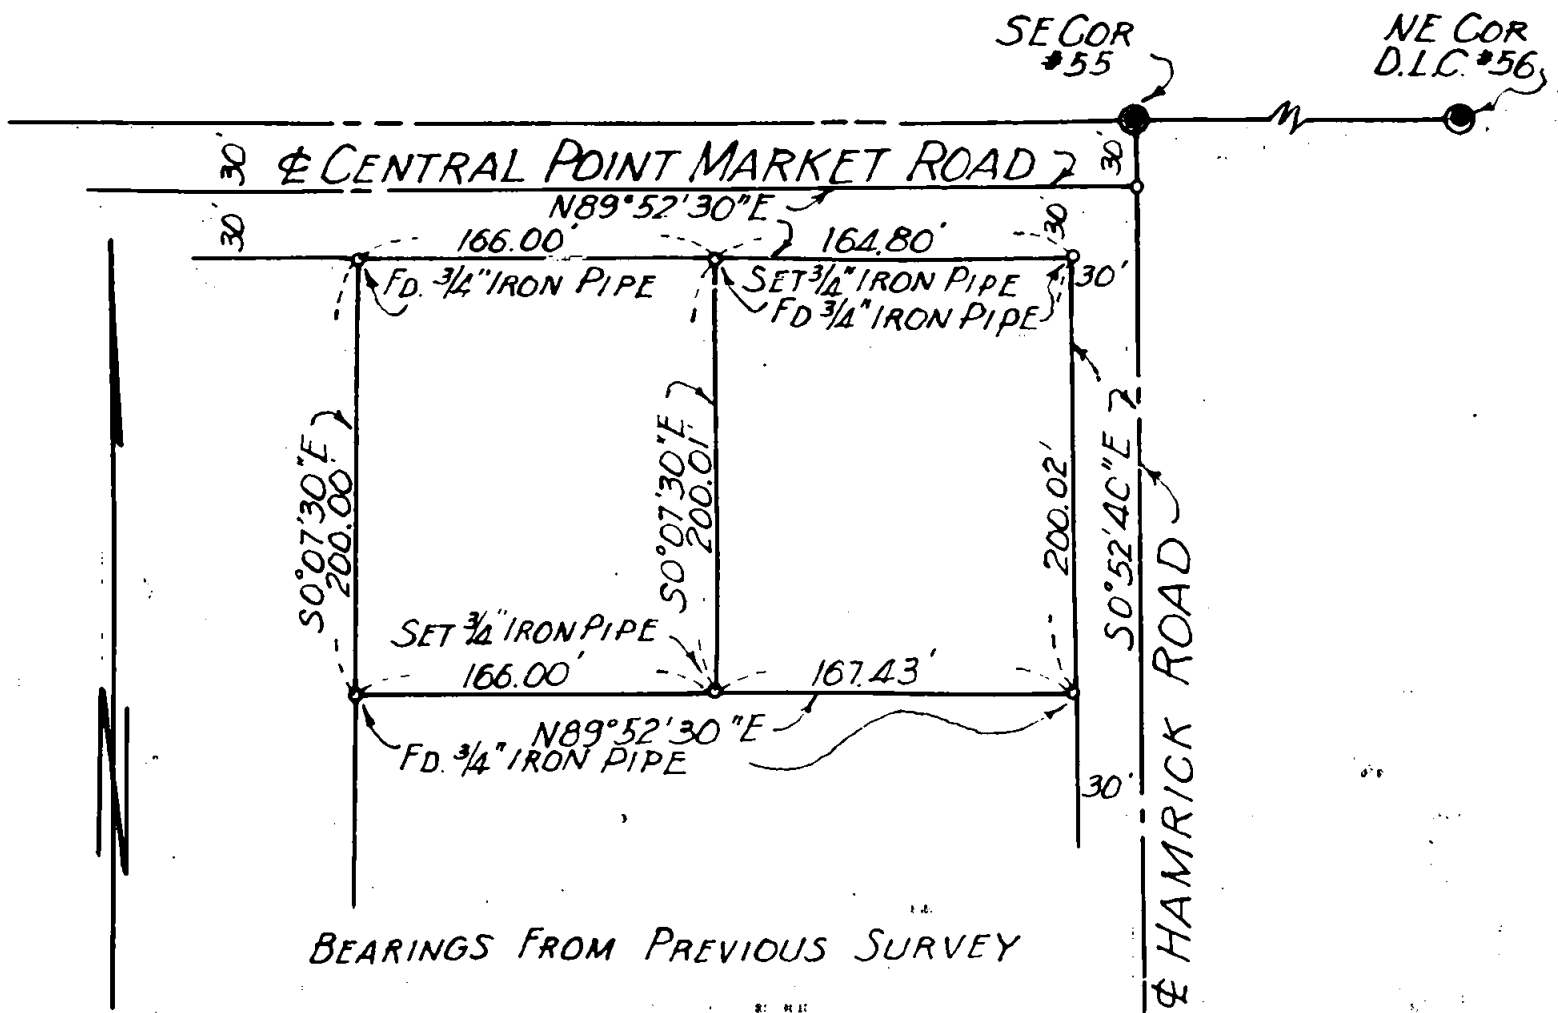 SE COR
#55
NE COR
D.L.C. #56
30'
30'
℄ CENTRAL POINT MARKET ROAD
30'
N89°52'30"E
30'
30'
166.00'
164.80'
FD. 3/4" IRON PIPE
SET 3/4" IRON PIPE
FD 3/4" IRON PIPE
30'
S0°07'30"E
200.00'
S0°07'30"E
200.01'
200.02'
S0°52'40"E
SET 3/4" IRON PIPE
166.00'
167.43'
N89°52'30"E
FD. 3/4" IRON PIPE
30'
℄ HAMRICK ROAD
N
BEARINGS FROM PREVIOUS SURVEY